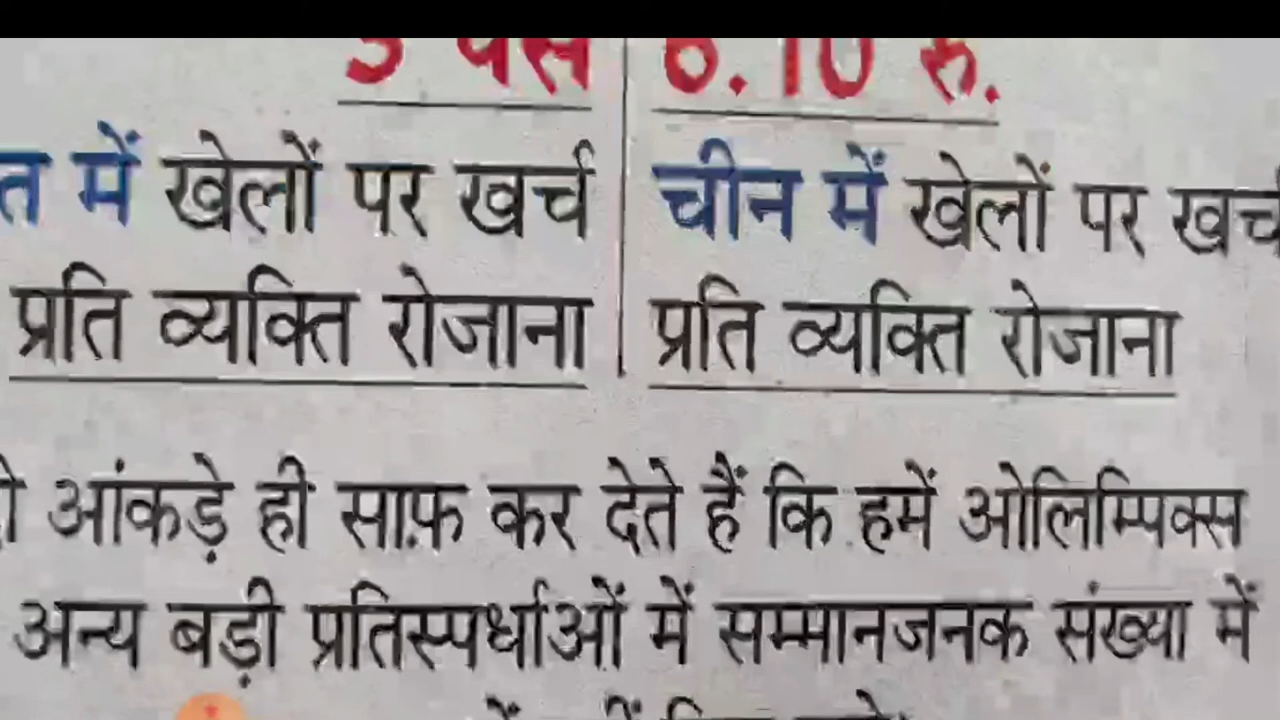 6.10 रु.
में खेलों पर खर्च
चीन में खेलों पर खर्च
प्रति व्यक्ति रोजाना
प्रति व्यक्ति रोजाना
आंकड़े ही साफ़ कर देते हैं कि हमें ओलिम्पिक्स
अन्य बड़ी प्रतिस्पर्धाओं में सम्मानजनक संख्या में